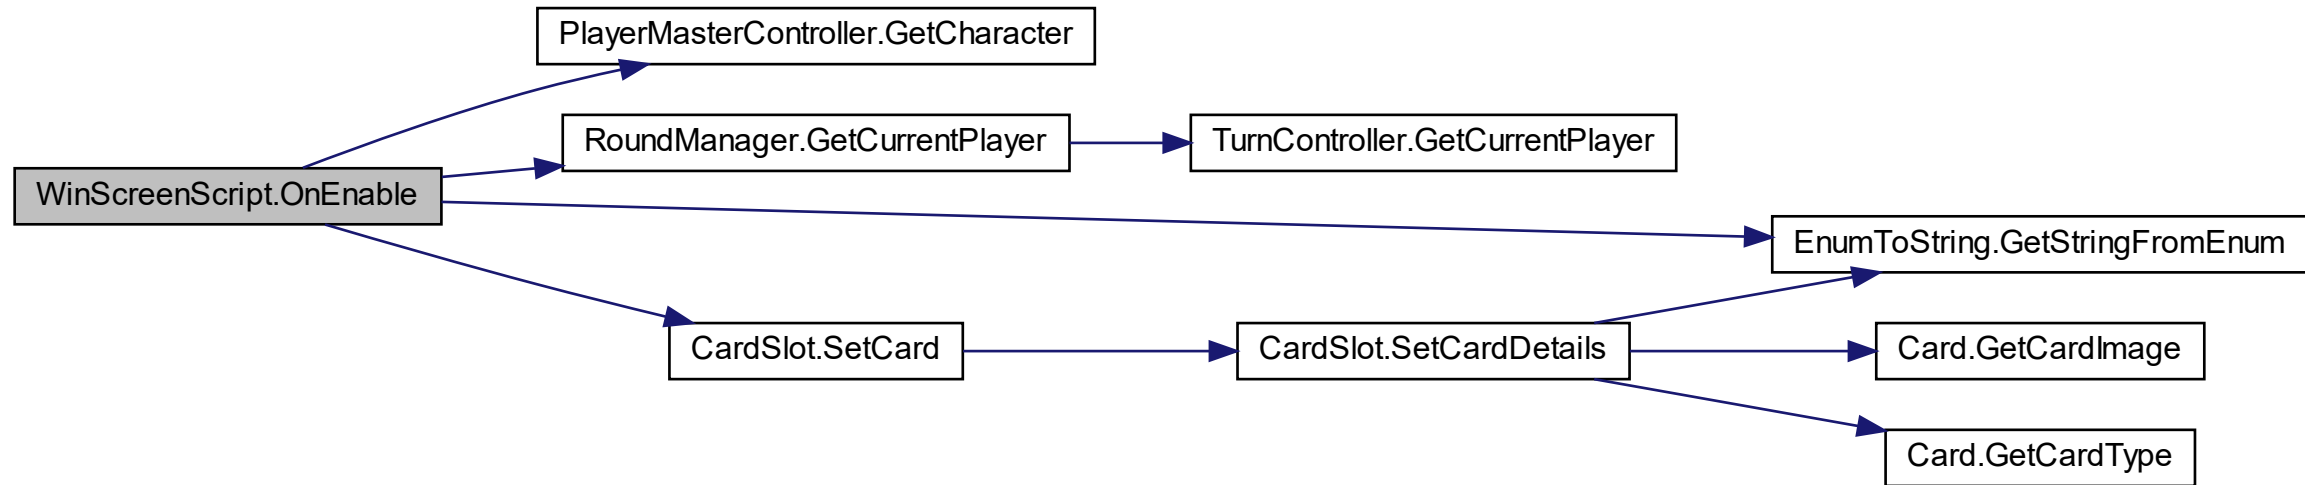 PlayerMasterController.GetCharacter
RoundManager.GetCurrentPlayer
TurnController.GetCurrentPlayer
WinScreenScript.OnEnable
EnumToString.GetStringFromEnum
CardSlot.SetCard
CardSlot.SetCardDetails
Card.GetCardImage
Card.GetCardType